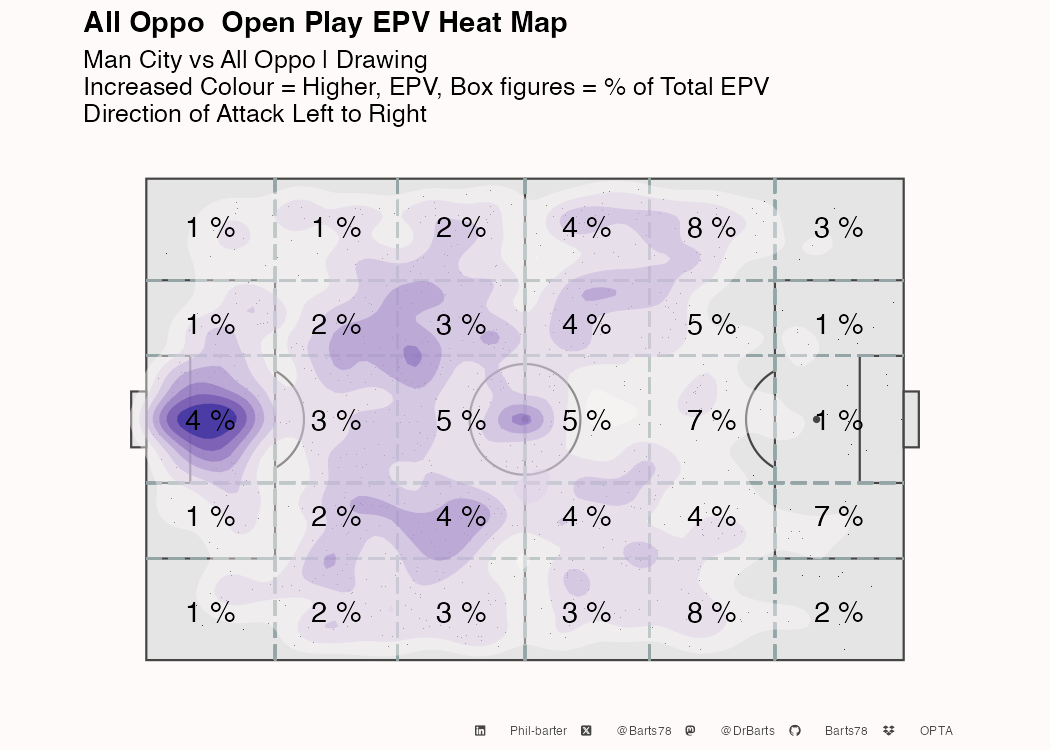 All Oppo  Open Play EPV Heat Map
Man City vs All Oppo | Drawing
Increased Colour = Higher, EPV, Box figures = % of Total EPV
Direction of Attack Left to Right
1 % 1 % 2 % 4 % 8 % 3 %
1 % 2 % 3 % 4 % 5 % 1 %
4 % 3 % 5 % 5 % 7 % 1 %
1 % 2 % 4 % 4 % 4 % 7 %
1 % 2 % 3 % 3 % 8 % 2 %
Phil-barter @Barts78 @DrBarts Barts78 OPTA